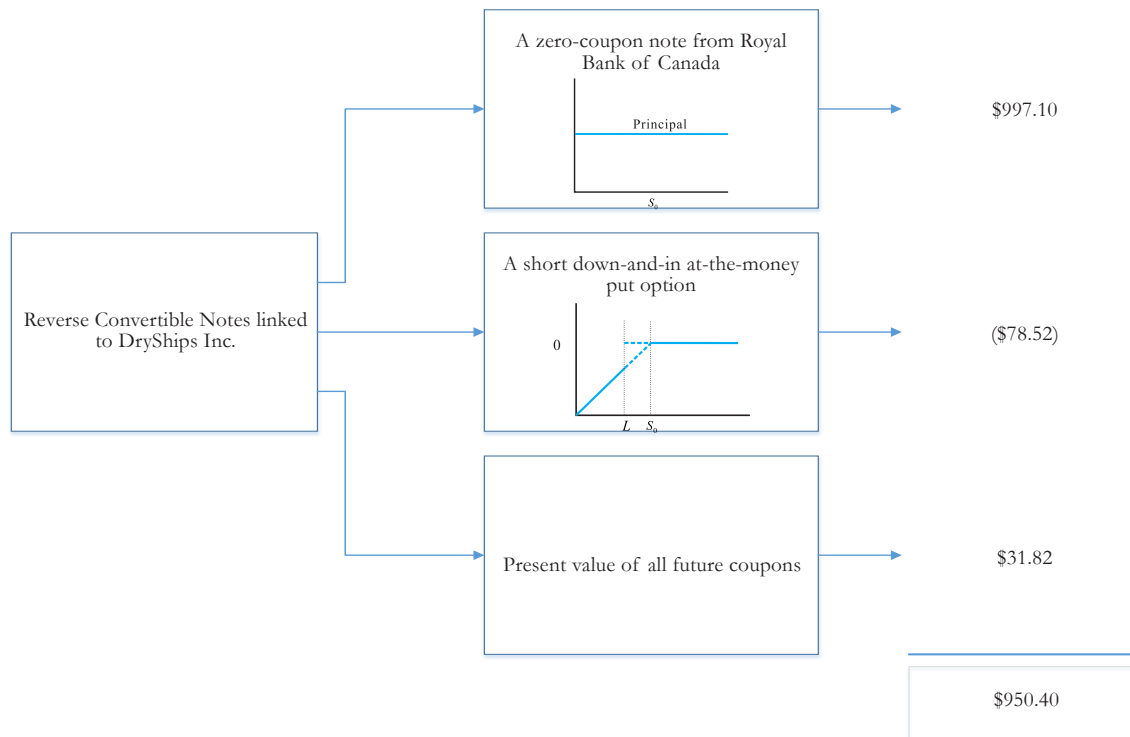 A zero-coupon note from Royal
Bank of Canada
Principal
S₀
$997.10
Reverse Convertible Notes linked
to DryShips Inc.
A short down-and-in at-the-money
put option
0
L S₀
($78.52)
Present value of all future coupons
$31.82
$950.40